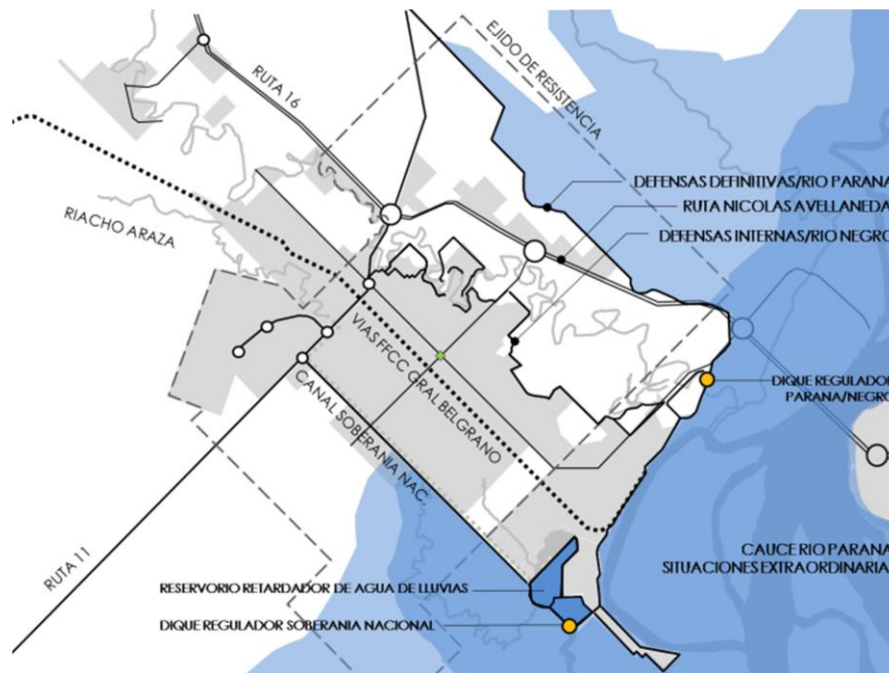 EJIDO DE RESISTENCIA
RUTA 16
DEFENSAS DEFINITIVAS/RIO PARANA
RUTA NICOLAS AVELLANEDA
RIACHO ARAZA
DEFENSAS INTERNAS/RIO NEGRO
VIAS FFCC GRAL BELGRANO
DIQUE REGULADOR
PARANA/NEGRO
CANAL SOBERANIA NAC.
RUTA 11
CAUCE RIO PARANA
SITUACIONES EXTRAORDINARIA
RESERVORIO RETARDADOR DE AGUA DE LLUVIAS
DIQUE REGULADOR SOBERANIA NACIONAL